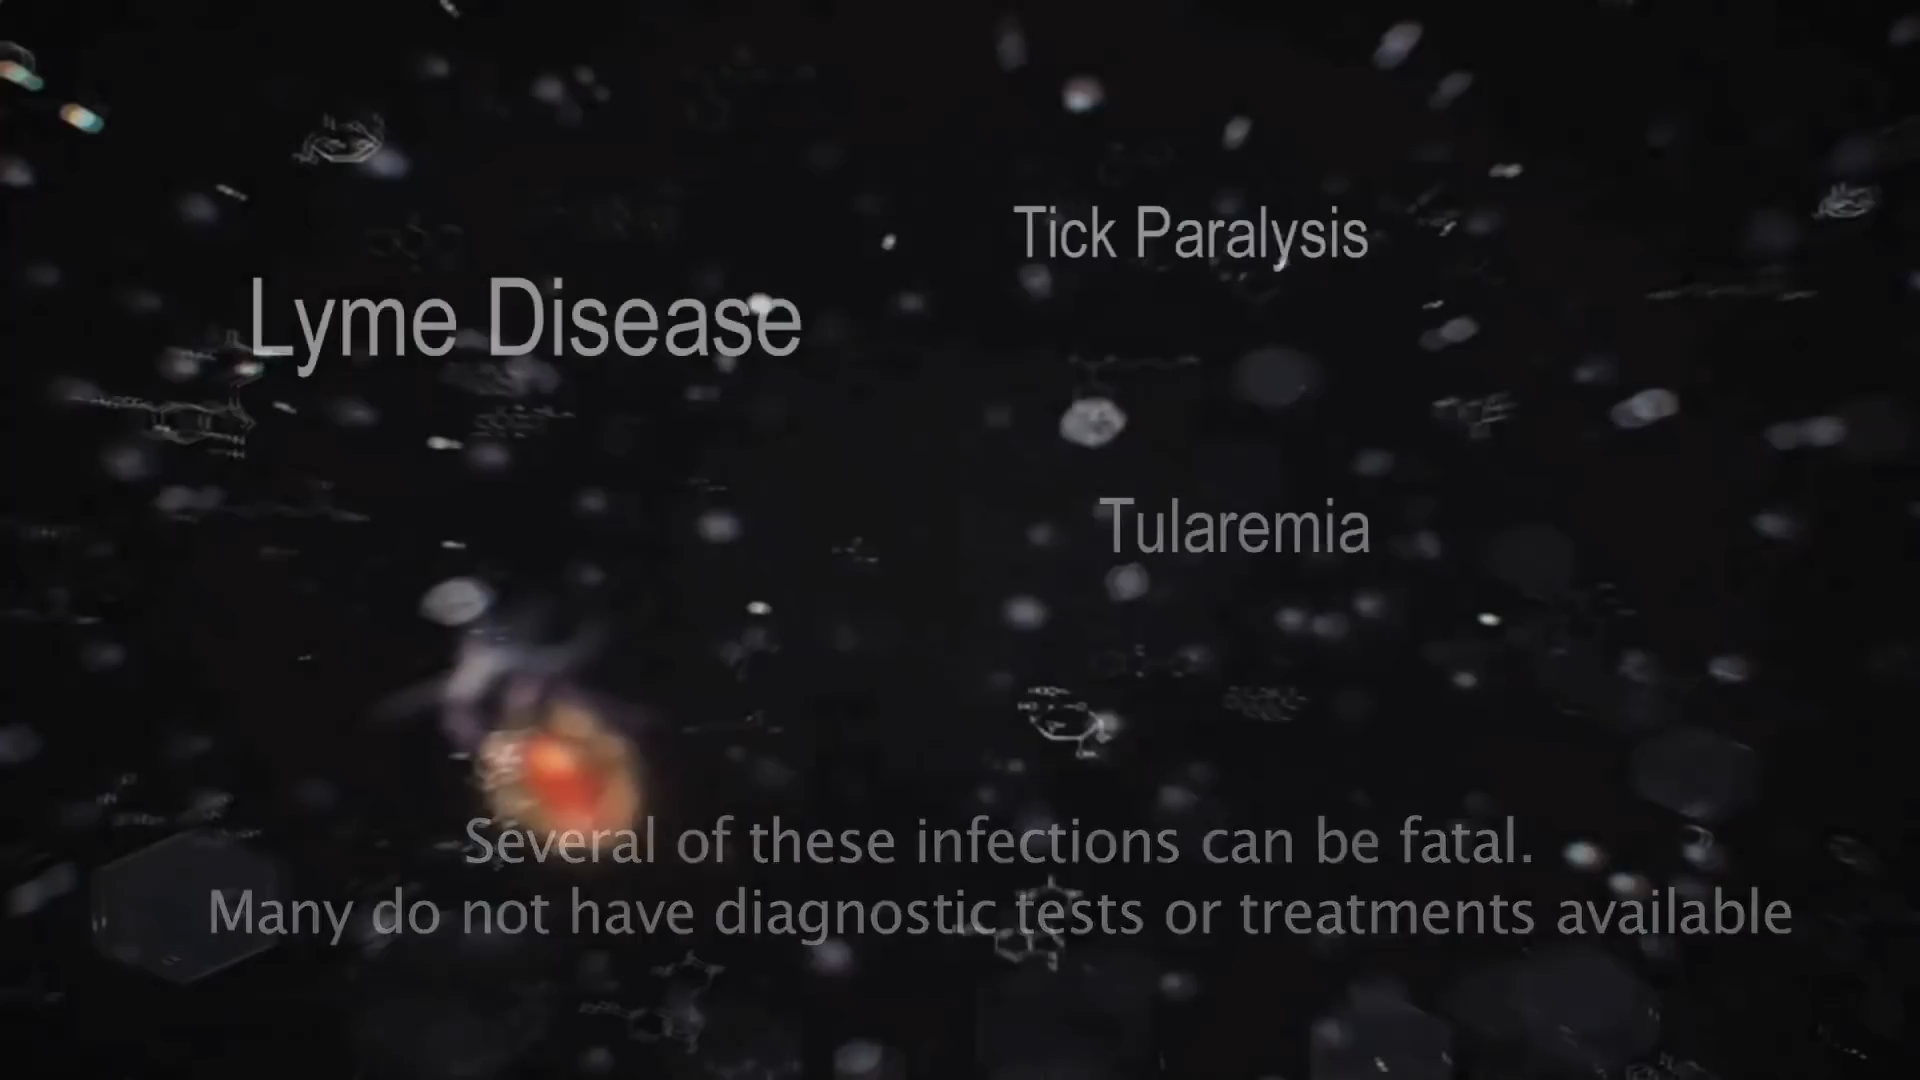 Tick Paralysis
Lyme Disease
Tularemia
Several of these infections can be fatal.
Many do not have diagnostic tests or treatments available